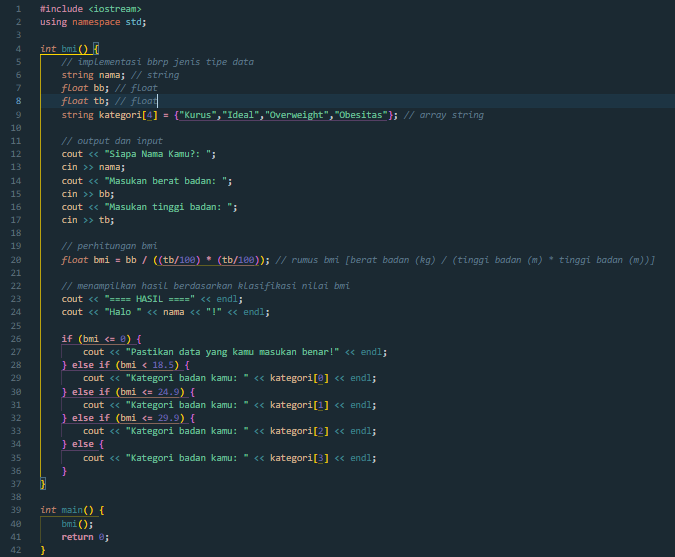 1 #include <iostream>
2 using namespace std;
3
4 int bmi() {
5     // implementasi bbrp jenis tipe data
6     string nama; // string
7     float bb; // float
8     float tb; // float
9     string kategori[4] = {"Kurus","Ideal","Overweight","Obesitas"}; // array string
10
11     // output dan input
12     cout << "Siapa Nama Kamu?: ";
13     cin >> nama;
14     cout << "Masukan berat badan: ";
15     cin >> bb;
16     cout << "Masukan tinggi badan: ";
17     cin >> tb;
18
19     // perhitungan bmi
20     float bmi = bb / ((tb/100) * (tb/100)); // rumus bmi [berat badan (kg) / (tinggi badan (m) * tinggi badan (m))]
21
22     // menampilkan hasil berdasarkan klasifikasi nilai bmi
23     cout << "==== HASIL ====" << endl;
24     cout << "Halo " << nama << "!" << endl;
25
26     if (bmi <= 0) {
27         cout << "Pastikan data yang kamu masukan benar!" << endl;
28     } else if (bmi < 18.5) {
29         cout << "Kategori badan kamu: " << kategori[0] << endl;
30     } else if (bmi <= 24.9) {
31         cout << "Kategori badan kamu: " << kategori[1] << endl;
32     } else if (bmi <= 29.9) {
33         cout << "Kategori badan kamu: " << kategori[2] << endl;
34     } else {
35         cout << "Kategori badan kamu: " << kategori[3] << endl;
36     }
37 }
38
39 int main() {
40     bmi();
41     return 0;
42 }